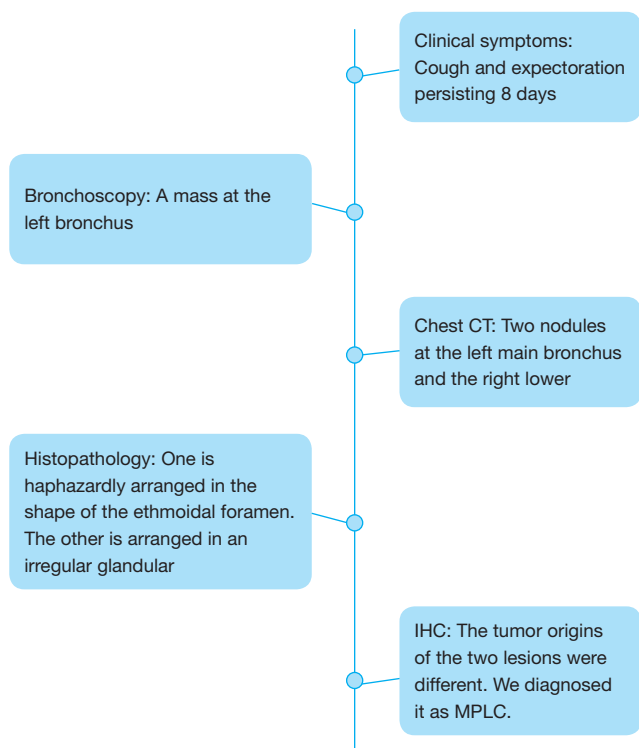 Clinical symptoms:
Cough and expectoration
persisting 8 days
Bronchoscopy: A mass at the
left bronchus
Chest CT: Two nodules
at the left main bronchus
and the right lower
Histopathology: One is
haphazardly arranged in the
shape of the ethmoidal foramen.
The other is arranged in an
irregular glandular
IHC: The tumor origins
of the two lesions were
different. We diagnosed
it as MPLC.